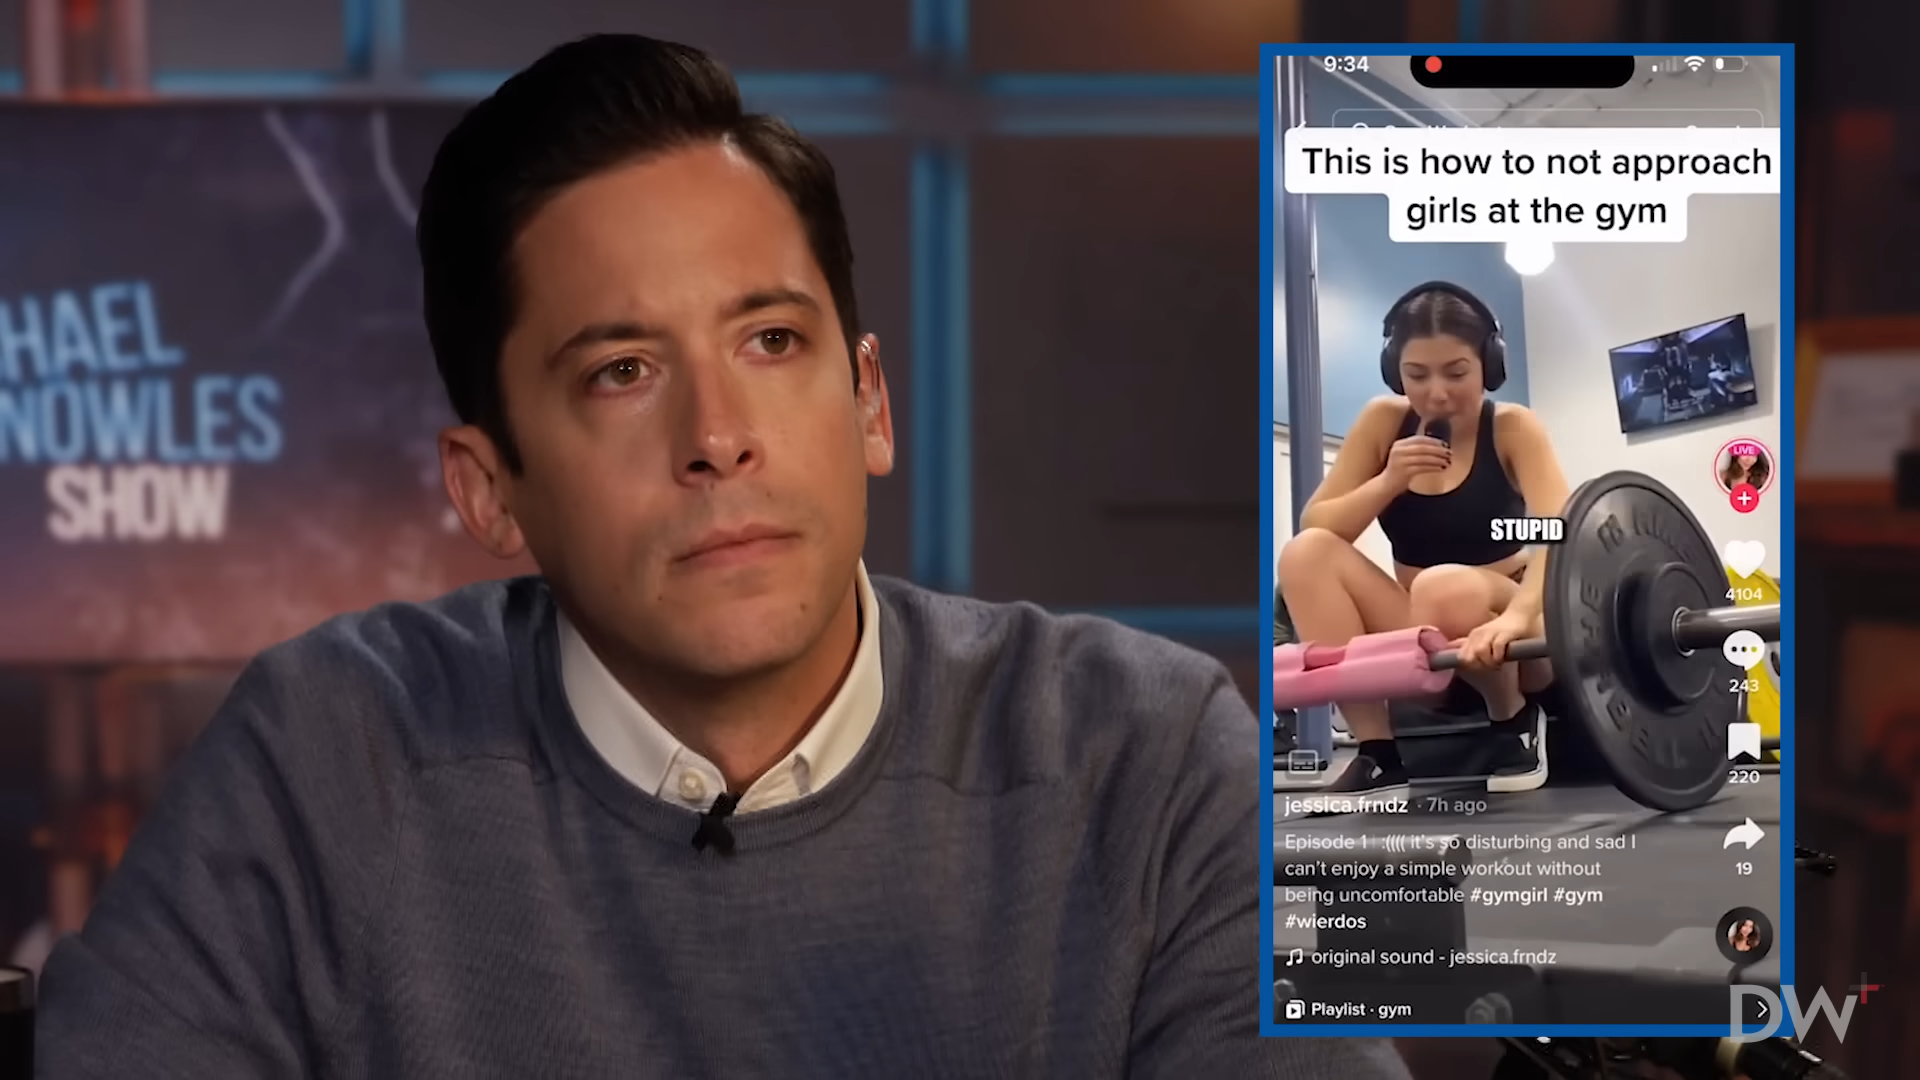 HAEL
NOWLES
SHOW
9:34
This is how to not approach
girls at the gym
LIVE
STUPID
4104
243
220
jessica.frndz · 7h ago
Episode 1 :(((( it's so disturbing and sad I
can't enjoy a simple workout without
being uncomfortable #gymgirl #gym
#wierdos
19
original sound - jessica.frndz
Playlist · gym
DW+